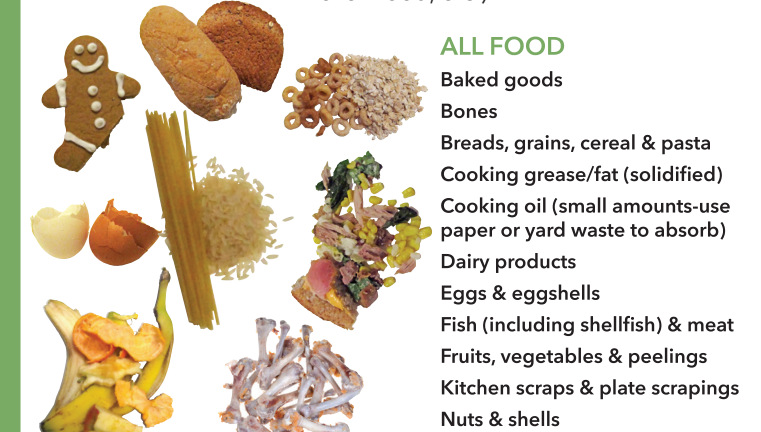 ALL FOOD
Baked goods
Bones
Breads, grains, cereal & pasta
Cooking grease/fat (solidified)
Cooking oil (small amounts-use
paper or yard waste to absorb)
Dairy products
Eggs & eggshells
Fish (including shellfish) & meat
Fruits, vegetables & peelings
Kitchen scraps & plate scrapings
Nuts & shells